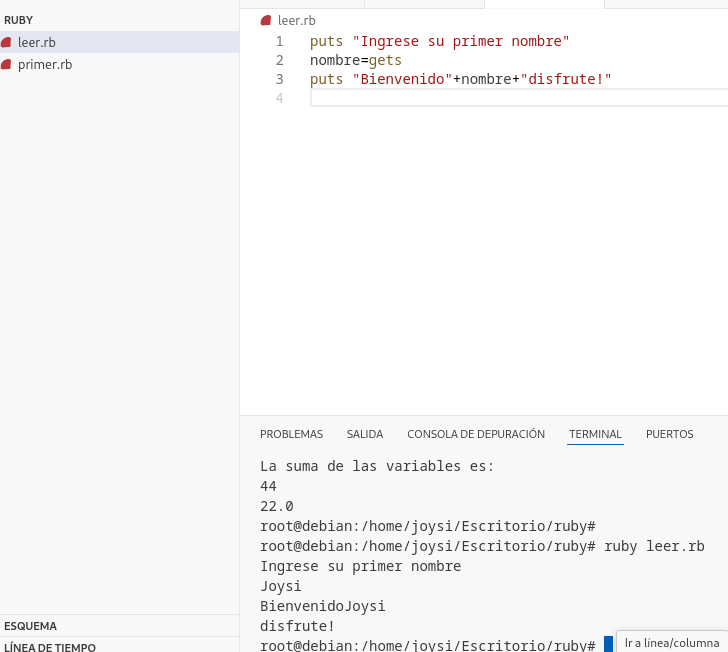 RUBY
leer.rb
primer.rb
ESQUEMA
LÍNEA DE TIEMPO
leer.rb
1 puts "Ingrese su primer nombre"
2 nombre=gets
3 puts "Bienvenido"+nombre+"disfrute!"
4
PROBLEMAS SALIDA CONSOLA DE DEPURACIÓN TERMINAL PUERTOS
La suma de las variables es:
44
22.0
root@debian:/home/joysi/Escritorio/ruby#
root@debian:/home/joysi/Escritorio/ruby# ruby leer.rb
Ingrese su primer nombre
Joysi
BienvenidoJoysi
disfrute!
root@debian:/home/joysi/Escritorio/ruby#
Ir a línea/columna